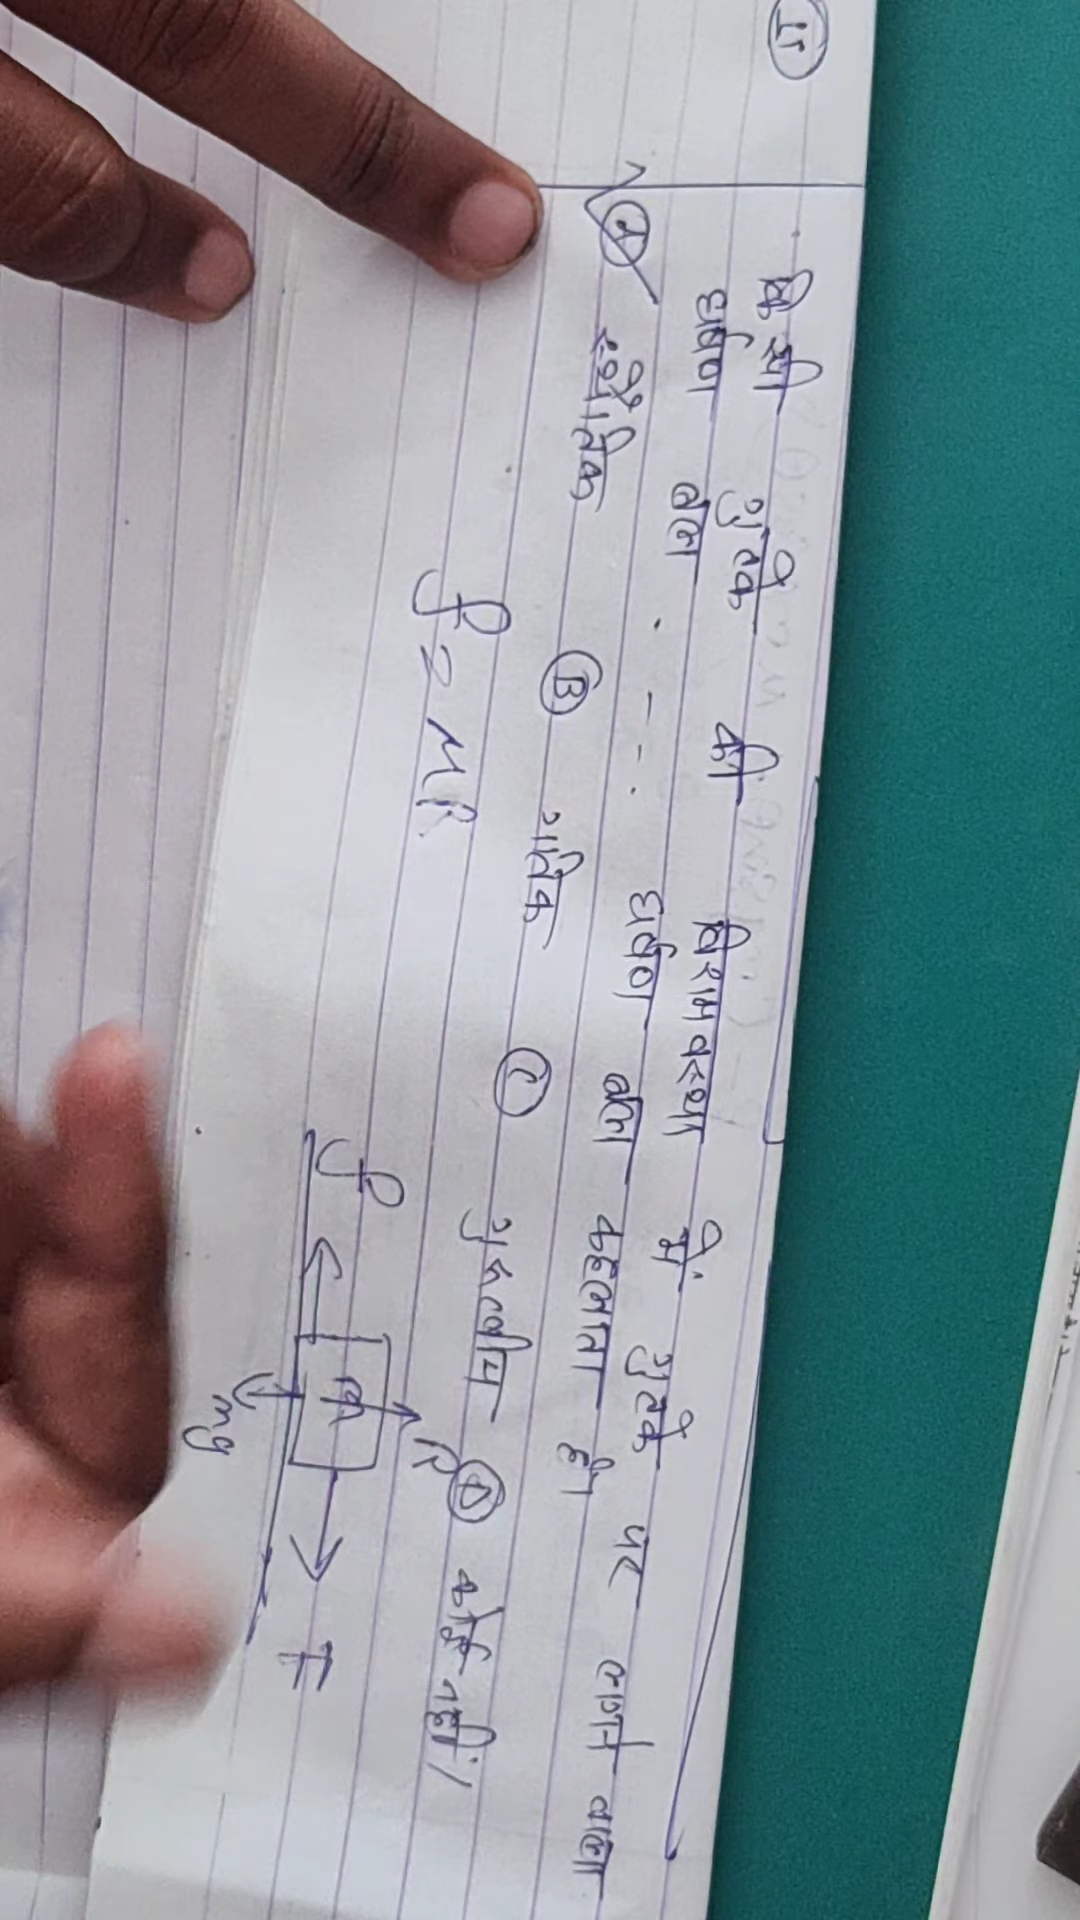 15
किसी गुटके की विरामवस्था में गुटके पर लगने वाला
घर्षण बल . - - . घर्षण बल कहलाता है।
A स्थैतिक B गतिक C गुरुत्वीय D कोई नहीं।
f = μR
f m R F
mg